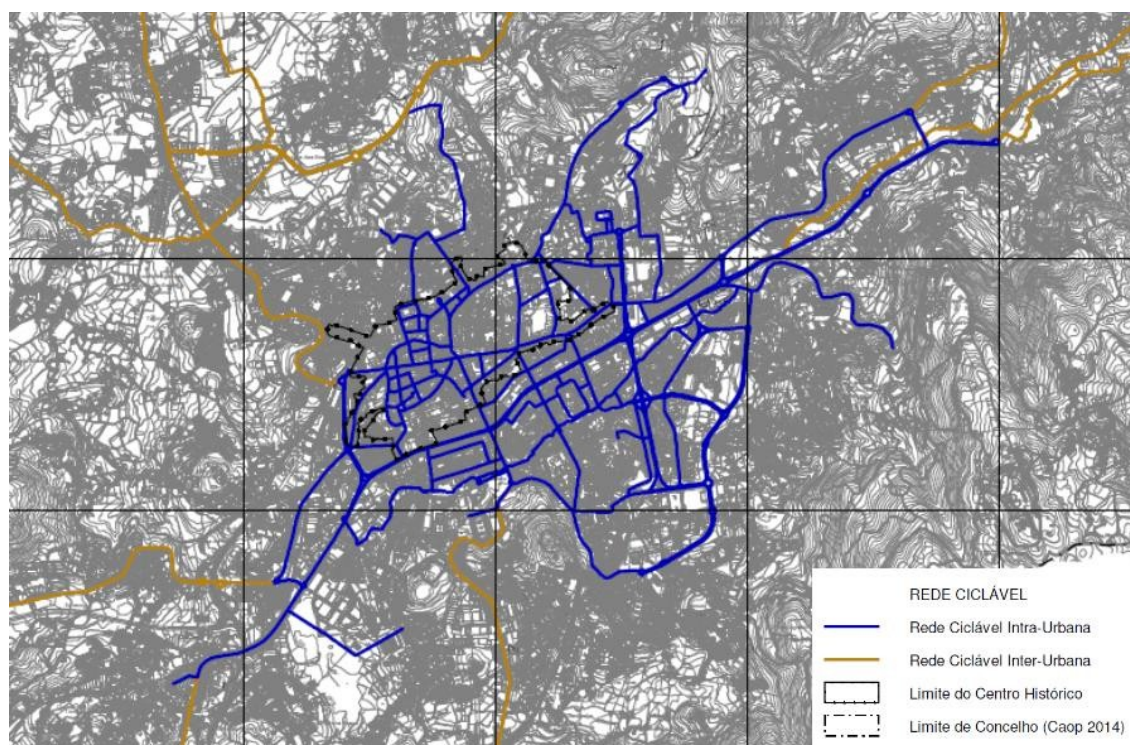 REDE CICLÁVEL
Rede Ciclável Intra-Urbana
Rede Ciclável Inter-Urbana
Limite do Centro Histórico
Limite de Concelho (Caop 2014)